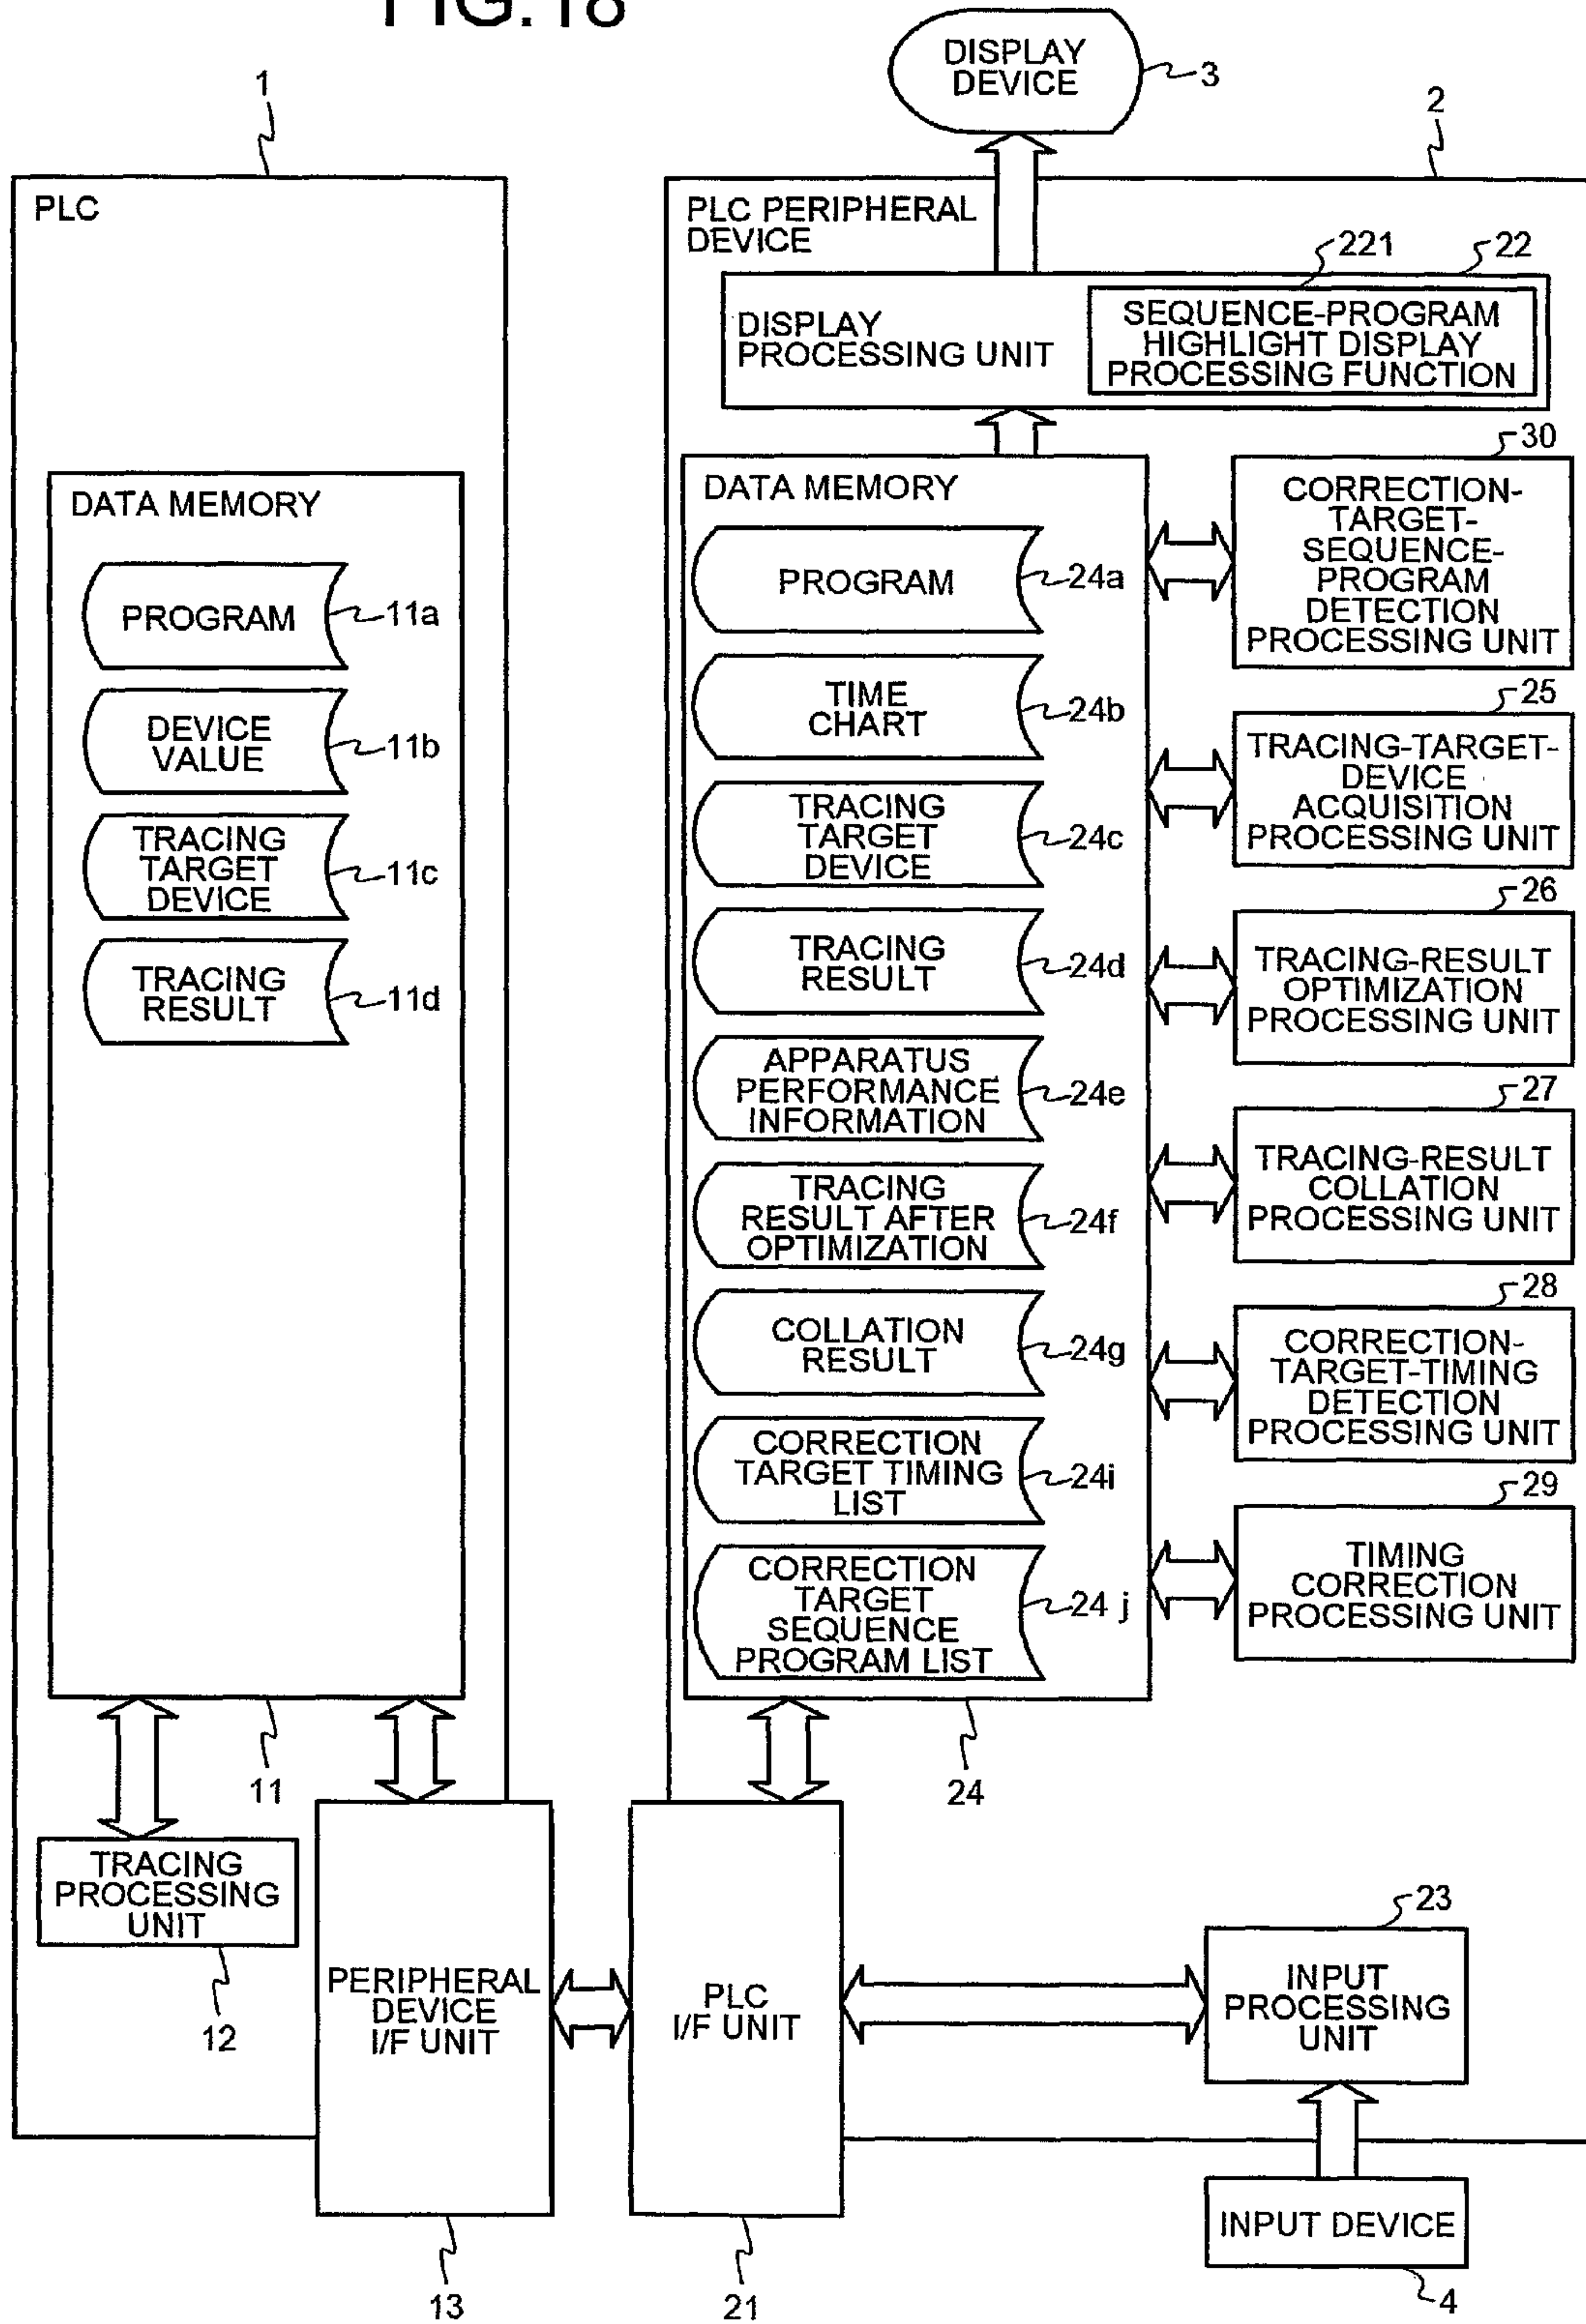 FIG.18
DISPLAY
DEVICE
3
1
2
PLC
PLC PERIPHERAL
DEVICE
221
22
DISPLAY
PROCESSING UNIT
SEQUENCE-PROGRAM
HIGHLIGHT DISPLAY
PROCESSING FUNCTION
DATA MEMORY
PROGRAM
11a
DEVICE
VALUE
11b
TRACING
TARGET
DEVICE
11c
TRACING
RESULT
11d
DATA MEMORY
PROGRAM
24a
TIME
CHART
24b
TRACING
TARGET
DEVICE
24c
TRACING
RESULT
24d
APPARATUS
PERFORMANCE
INFORMATION
24e
TRACING
RESULT AFTER
OPTIMIZATION
24f
COLLATION
RESULT
24g
CORRECTION
TARGET TIMING
LIST
24i
CORRECTION
TARGET
SEQUENCE
PROGRAM LIST
24 j
30
CORRECTION-
TARGET-
SEQUENCE-
PROGRAM
DETECTION
PROCESSING UNIT
25
TRACING-TARGET-
DEVICE
ACQUISITION
PROCESSING UNIT
26
TRACING-RESULT
OPTIMIZATION
PROCESSING UNIT
27
TRACING-RESULT
COLLATION
PROCESSING UNIT
28
CORRECTION-
TARGET-TIMING
DETECTION
PROCESSING UNIT
29
TIMING
CORRECTION
PROCESSING UNIT
11
24
TRACING
PROCESSING
UNIT
12
PERIPHERAL
DEVICE
I/F UNIT
13
PLC
I/F UNIT
21
23
INPUT
PROCESSING
UNIT
INPUT DEVICE
4